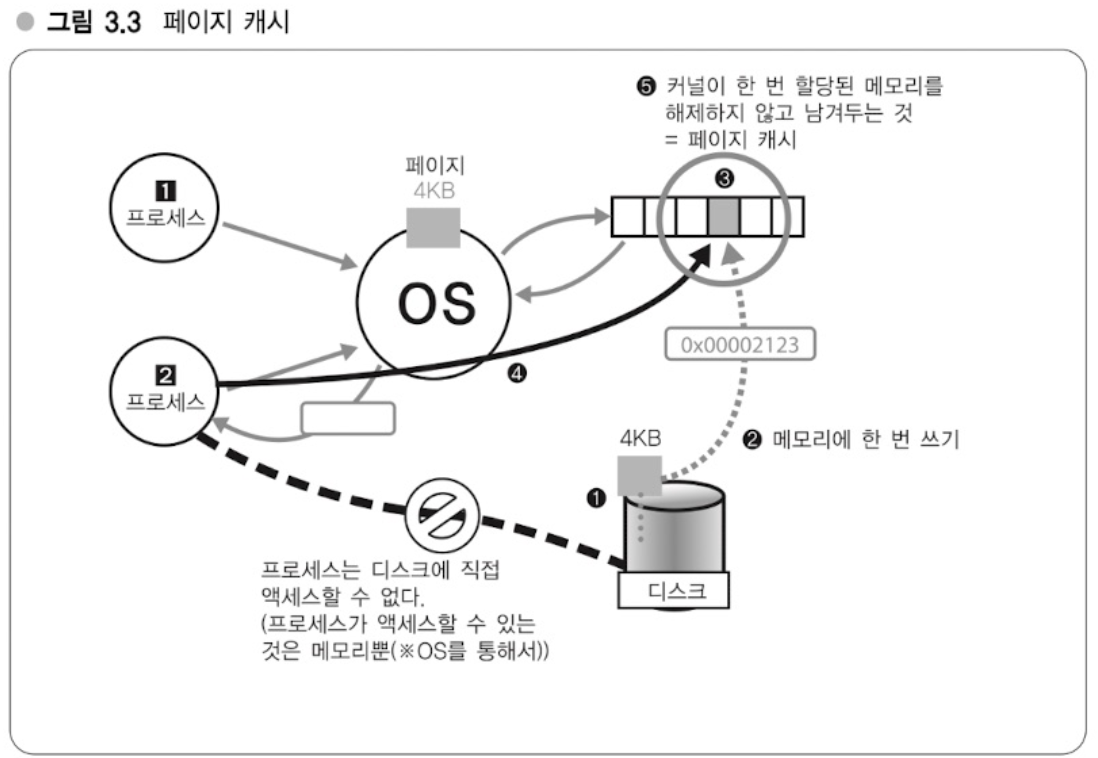 그림 3.3 페이지 캐시
❺ 커널이 한 번 할당된 메모리를
해제하지 않고 남겨두는 것
= 페이지 캐시
페이지
4KB
❸
1
프로세스
OS
0x00002123
2
프로세스
❹
4KB
❷ 메모리에 한 번 쓰기
❶
디스크
프로세스는 디스크에 직접
액세스할 수 없다.
(프로세스가 액세스할 수 있는
것은 메모리뿐(※OS를 통해서))